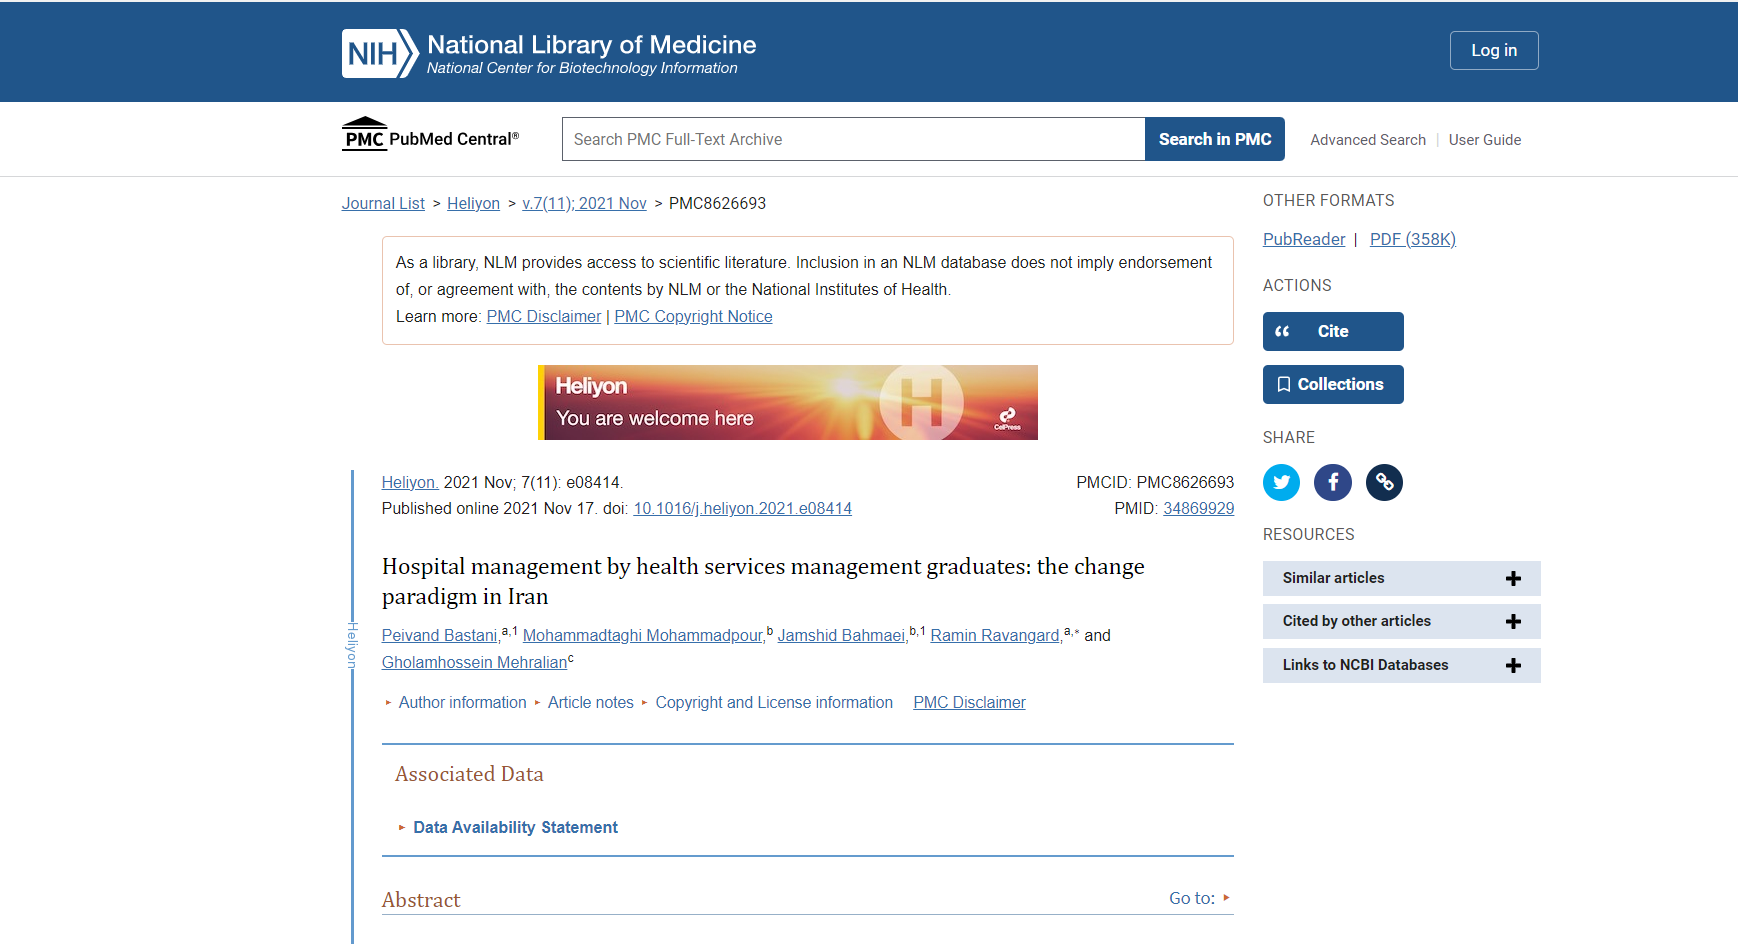 NIH National Library of Medicine
National Center for Biotechnology Information
Log in
PMC PubMed Central®
Search PMC Full-Text Archive
Search in PMC
Advanced Search | User Guide
Journal List > Heliyon > v.7(11); 2021 Nov > PMC8626693
As a library, NLM provides access to scientific literature. Inclusion in an NLM database does not imply endorsement
of, or agreement with, the contents by NLM or the National Institutes of Health.
Learn more: PMC Disclaimer | PMC Copyright Notice
Heliyon
You are welcome here
H
CellPress
Heliyon
Heliyon. 2021 Nov; 7(11): e08414.
PMCID: PMC8626693
Published online 2021 Nov 17. doi: 10.1016/j.heliyon.2021.e08414
PMID: 34869929
Hospital management by health services management graduates: the change
paradigm in Iran
Peivand Bastani,a,1 Mohammadtaghi Mohammadpour,b Jamshid Bahmaei,b,1 Ramin Ravangard,a,∗ and
Gholamhossein Mehralianc
▸ Author information ▸ Article notes ▸ Copyright and License information PMC Disclaimer
Associated Data
▸ Data Availability Statement
Abstract
Go to: ▸
OTHER FORMATS
PubReader | PDF (358K)
ACTIONS
Cite
Collections
SHARE
RESOURCES
Similar articles +
Cited by other articles +
Links to NCBI Databases +